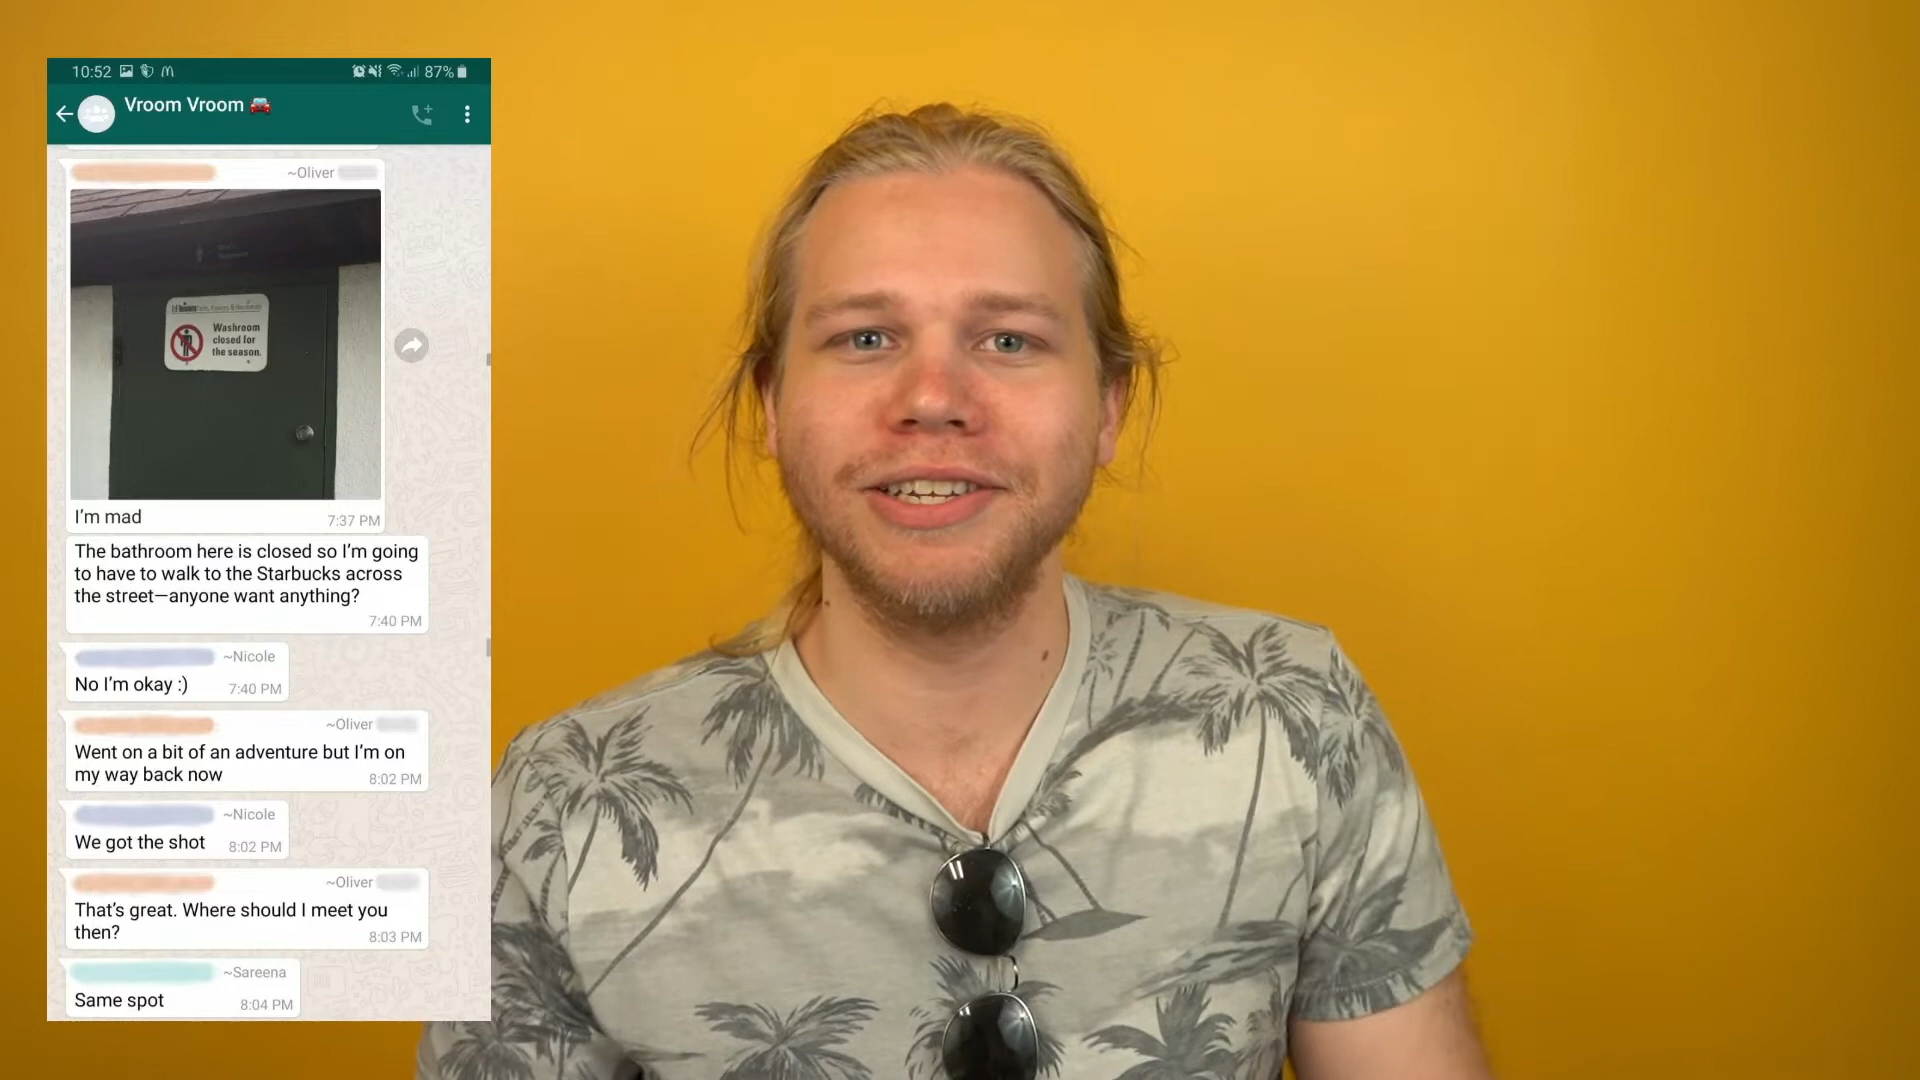 10:52
87%
Vroom Vroom
~Oliver
Washroom
closed for
the season.
I'm mad
7:37 PM
The bathroom here is closed so I'm going
to have to walk to the Starbucks across
the street—anyone want anything?
7:40 PM
~Nicole
No I'm okay :)
7:40 PM
~Oliver
Went on a bit of an adventure but I'm on
my way back now
8:02 PM
~Nicole
We got the shot
8:02 PM
~Oliver
That's great. Where should I meet you
then?
8:03 PM
~Sareena
Same spot
8:04 PM